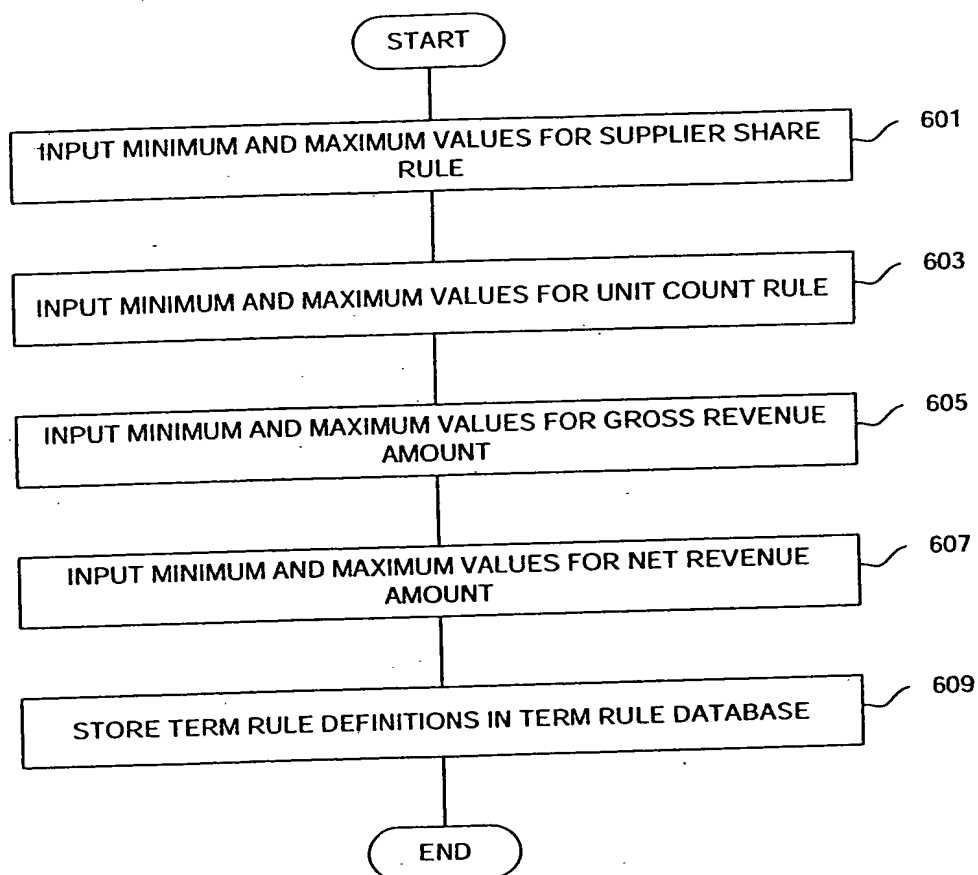 START
INPUT MINIMUM AND MAXIMUM VALUES FOR SUPPLIER SHARE
RULE
601
INPUT MINIMUM AND MAXIMUM VALUES FOR UNIT COUNT RULE
603
INPUT MINIMUM AND MAXIMUM VALUES FOR GROSS REVENUE
AMOUNT
605
INPUT MINIMUM AND MAXIMUM VALUES FOR NET REVENUE
AMOUNT
607
STORE TERM RULE DEFINITIONS IN TERM RULE DATABASE
609
END